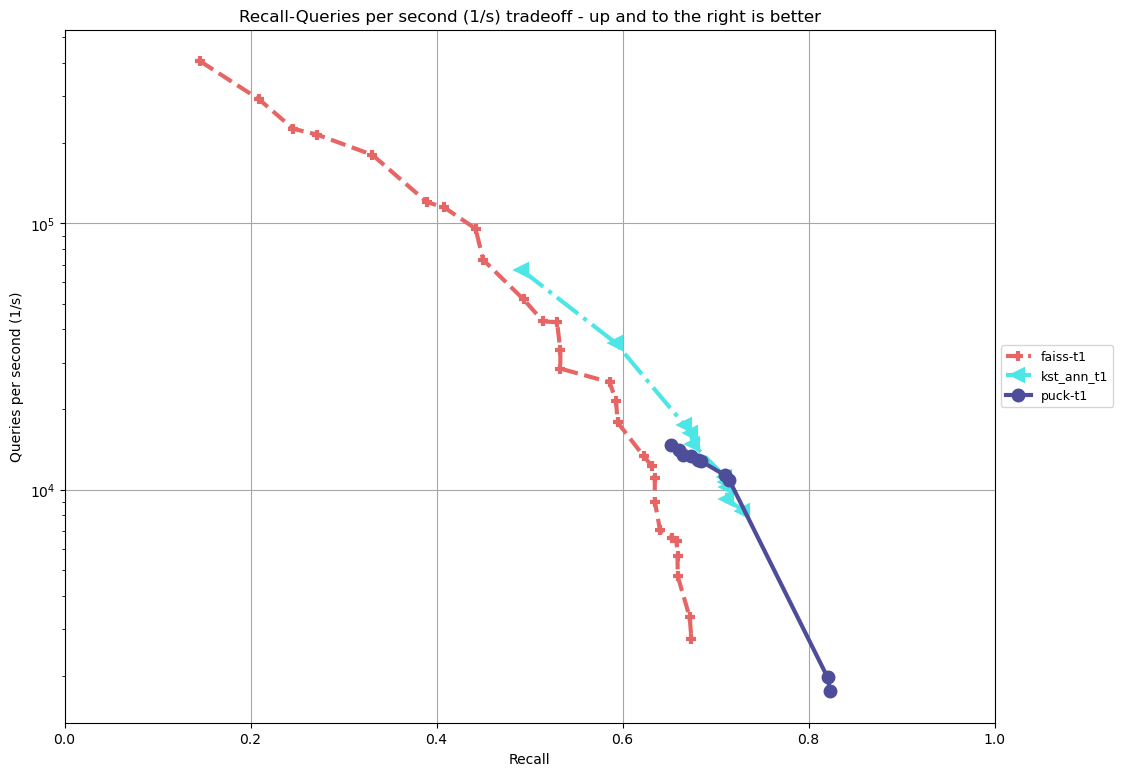 Recall-Queries per second (1/s) tradeoff - up and to the right is better
Queries per second (1/s)
10^5
10^4
0.0 0.2 0.4 0.6 0.8 1.0
Recall
faiss-t1
kst_ann_t1
puck-t1